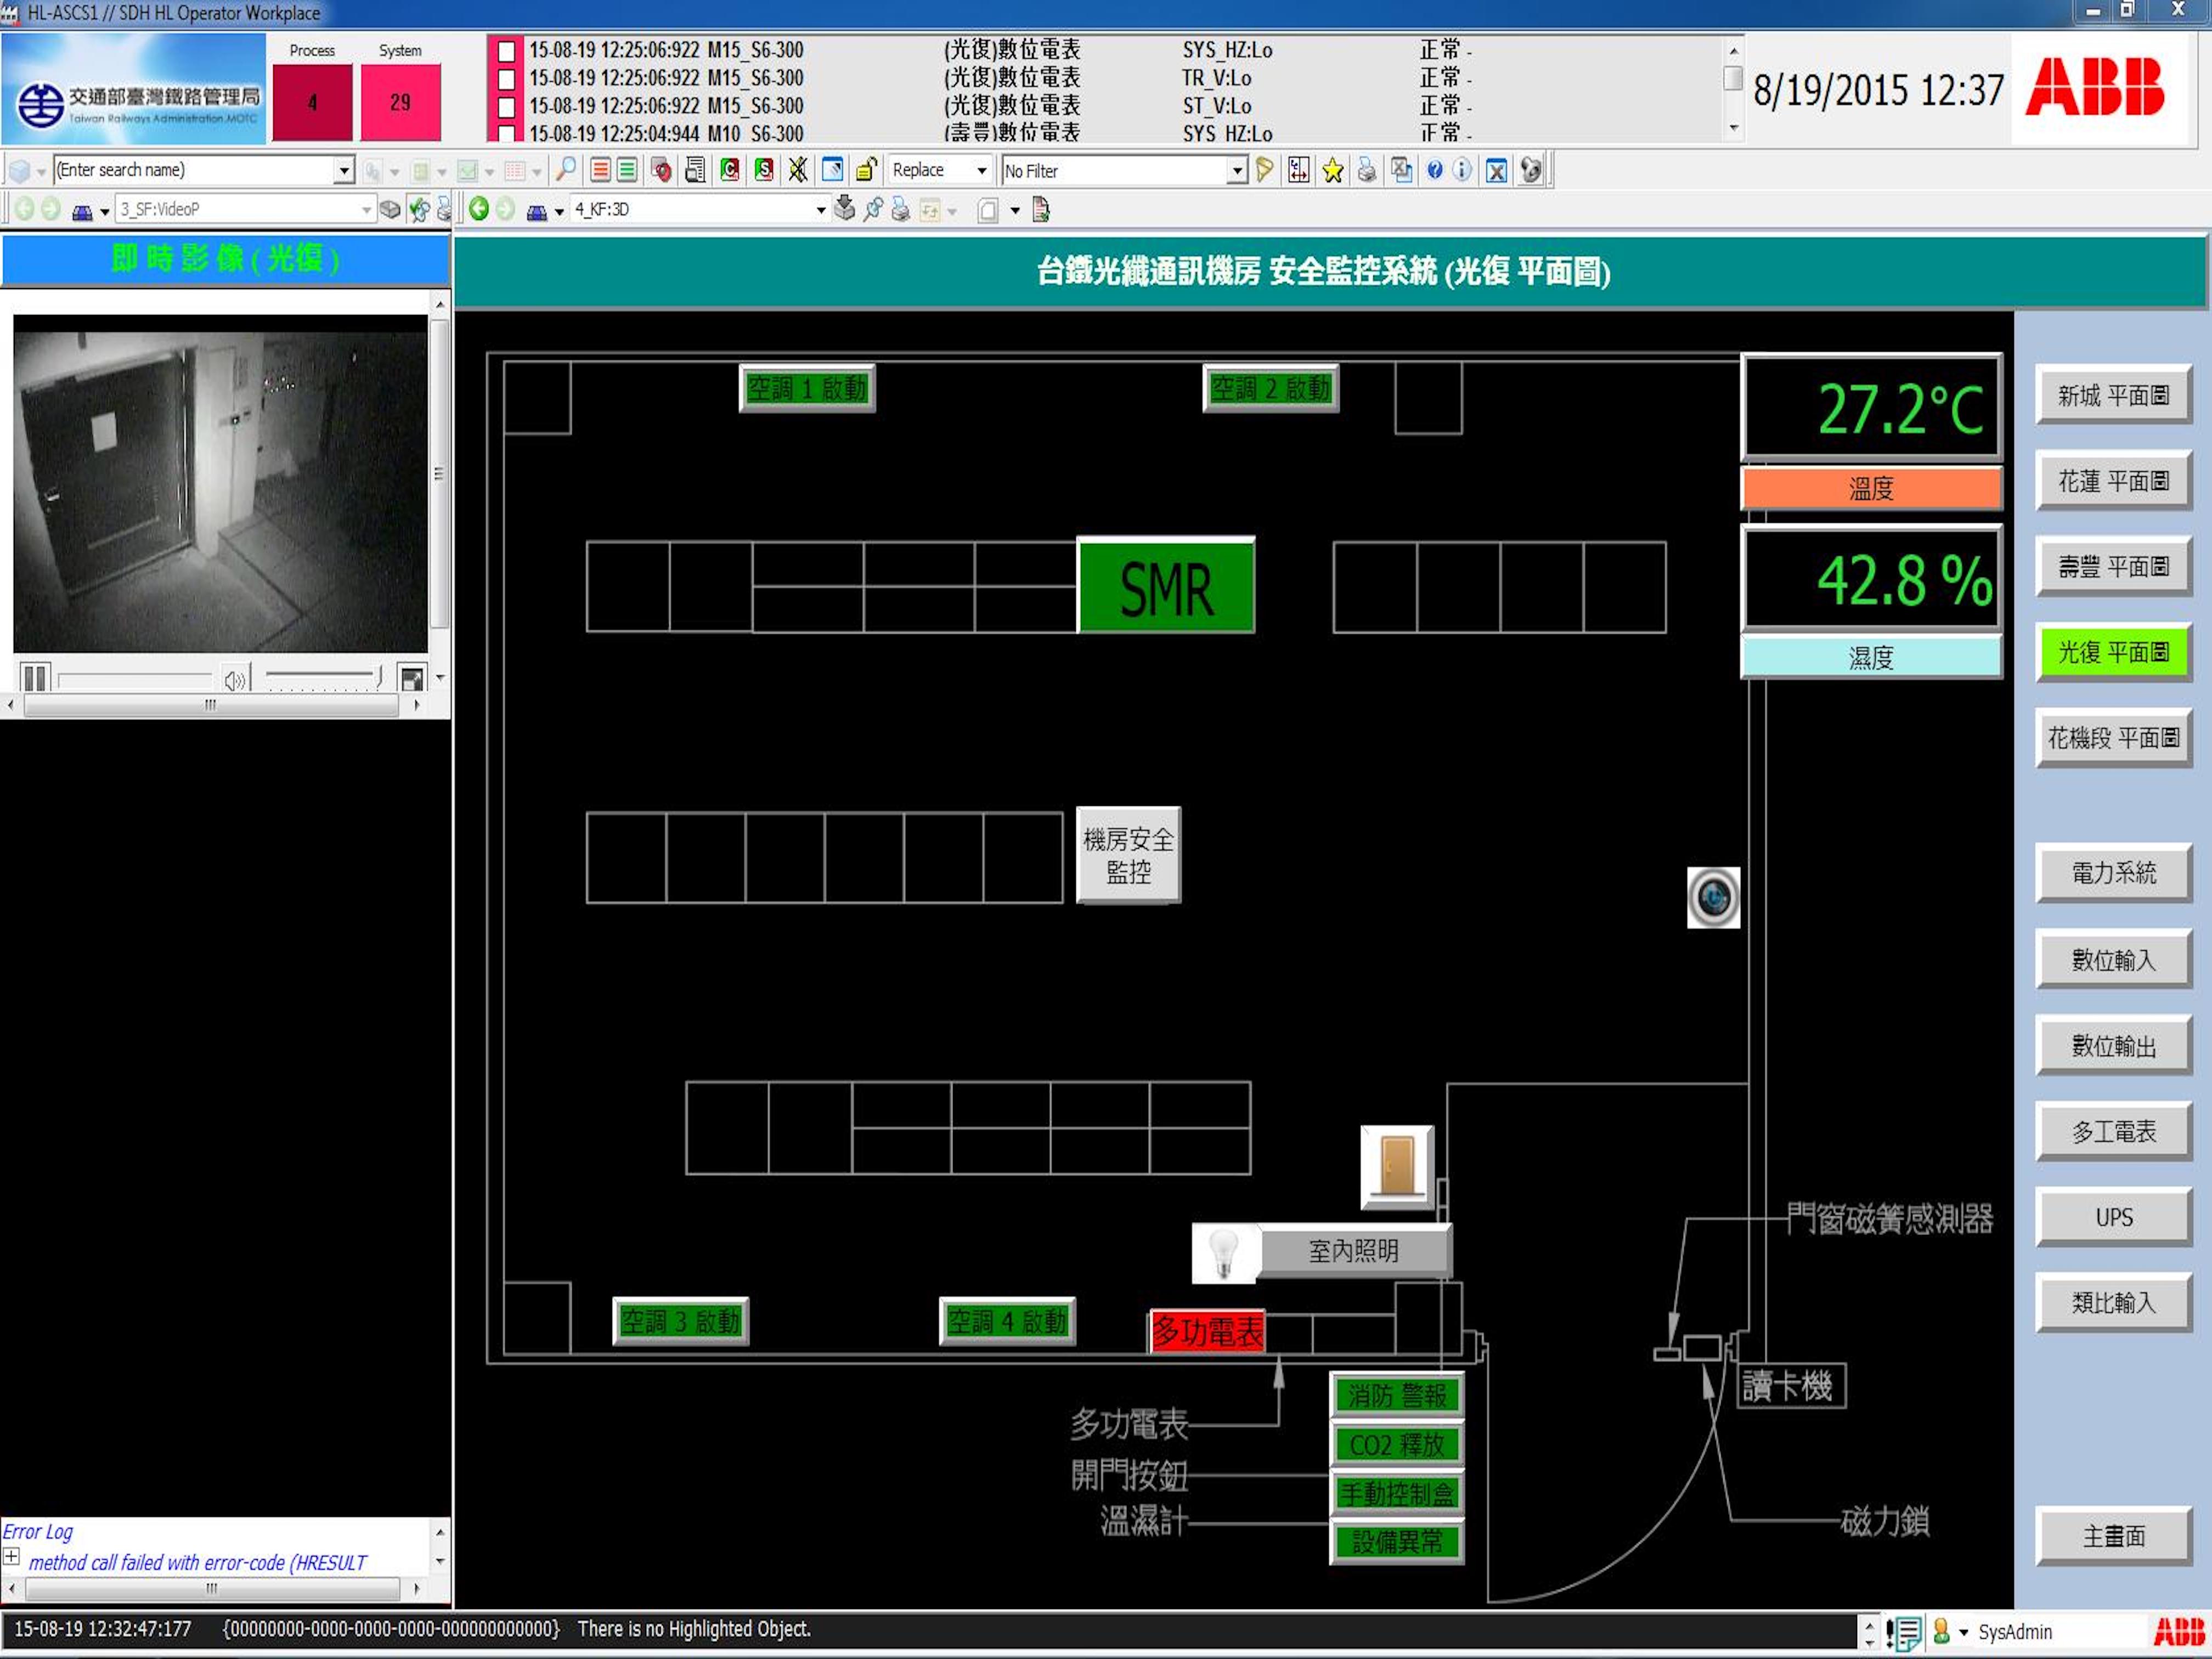 HL-ASCS1 // SDH HL Operator Workplace
交通部臺灣鐵路管理局
Taiwan Railways Administration,MOTC
Process
System
4
29
15-08-19 12:25:06:922 M15_S6-300 (光復)數位電表 SYS_HZ:Lo 正常 -
15-08-19 12:25:06:922 M15_S6-300 (光復)數位電表 TR_V:Lo 正常 -
15-08-19 12:25:06:922 M15_S6-300 (光復)數位電表 ST_V:Lo 正常 -
15-08-19 12:25:04:944 M10_S6-300 (壽豐)數位電表 SYS_HZ:Lo 正常 -
8/19/2015 12:37
ABB
(Enter search name)
Replace
No Filter
3_SF:VideoP
4_KF:3D
即時影像(光復)
台鐵光纖通訊機房 安全監控系統 (光復 平面圖)
空調 1 啟動
空調 2 啟動
27.2°C
溫度
42.8 %
濕度
SMR
機房安全
監控
室內照明
空調 3 啟動
空調 4 啟動
多功電表
消防 警報
CO2 釋放
手動控制盒
設備異常
多功電表
開門按鈕
溫濕計
門窗磁簧感測器
讀卡機
磁力鎖
新城 平面圖
花蓮 平面圖
壽豐 平面圖
光復 平面圖
花機段 平面圖
電力系統
數位輸入
數位輸出
多工電表
UPS
類比輸入
主畫面
Error Log
method call failed with error-code (HRESULT
15-08-19 12:32:47:177 {00000000-0000-0000-0000-000000000000} There is no Highlighted Object.
SysAdmin
ABB